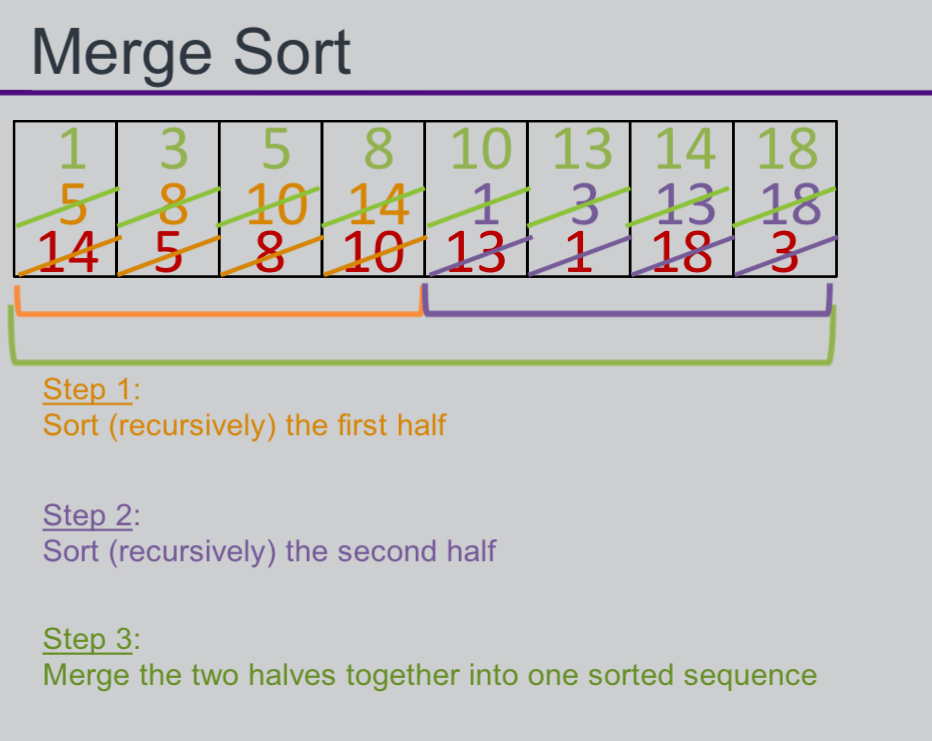 Merge Sort
1 3 5 8 10 13 14 18
5 8 10 14 1 3 13 18
14 5 8 10 13 1 18 3
Step 1:
Sort (recursively) the first half
Step 2:
Sort (recursively) the second half
Step 3:
Merge the two halves together into one sorted sequence